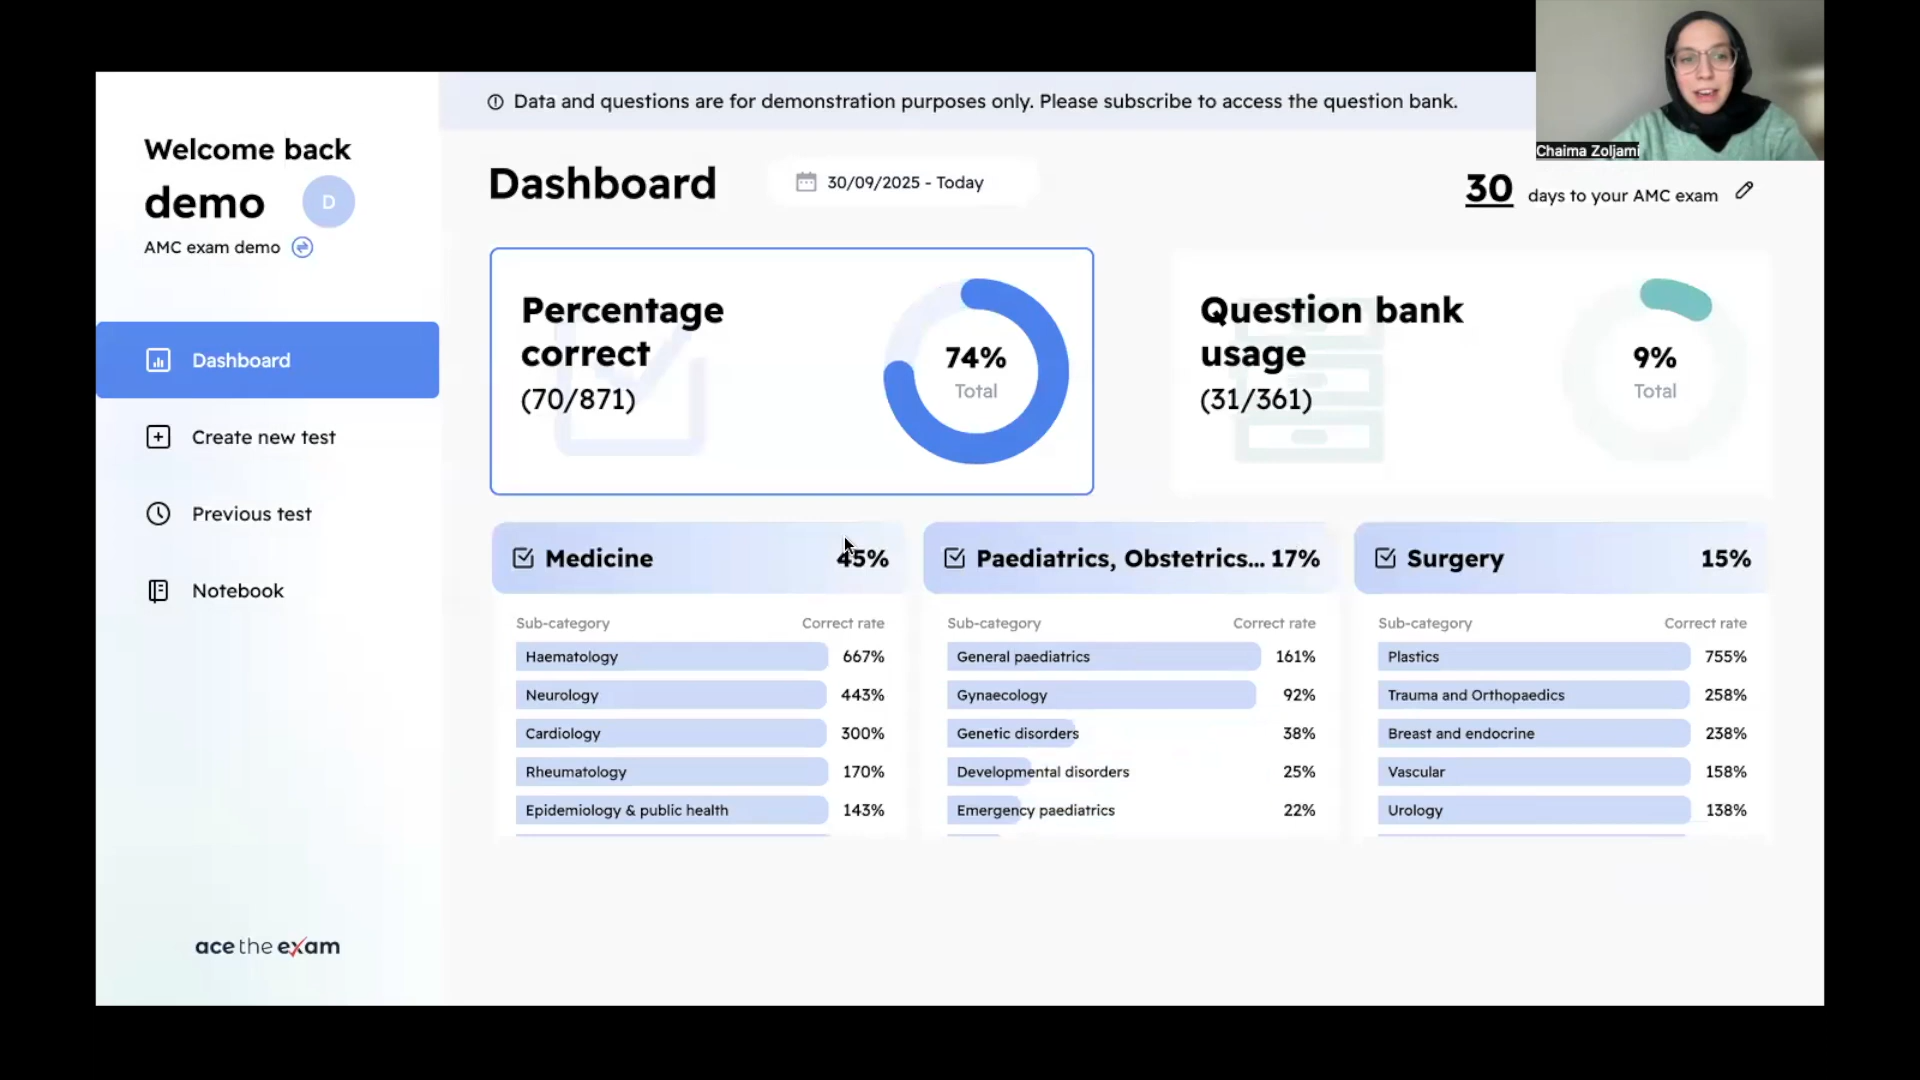 Welcome back
demo
D
AMC exam demo
Dashboard
Create new test
Previous test
Notebook
ace the exam
Data and questions are for demonstration purposes only. Please subscribe to access the question bank.
Chaima Zoljami
Dashboard
30/09/2025 - Today
30 days to your AMC exam
Percentage
correct
(70/871)
74%
Total
Question bank
usage
(31/361)
9%
Total
Medicine 45%
Sub-category Correct rate
Haematology 667%
Neurology 443%
Cardiology 300%
Rheumatology 170%
Epidemiology & public health 143%
Paediatrics, Obstetrics... 17%
Sub-category Correct rate
General paediatrics 161%
Gynaecology 92%
Genetic disorders 38%
Developmental disorders 25%
Emergency paediatrics 22%
Surgery 15%
Sub-category Correct rate
Plastics 755%
Trauma and Orthopaedics 258%
Breast and endocrine 238%
Vascular 158%
Urology 138%